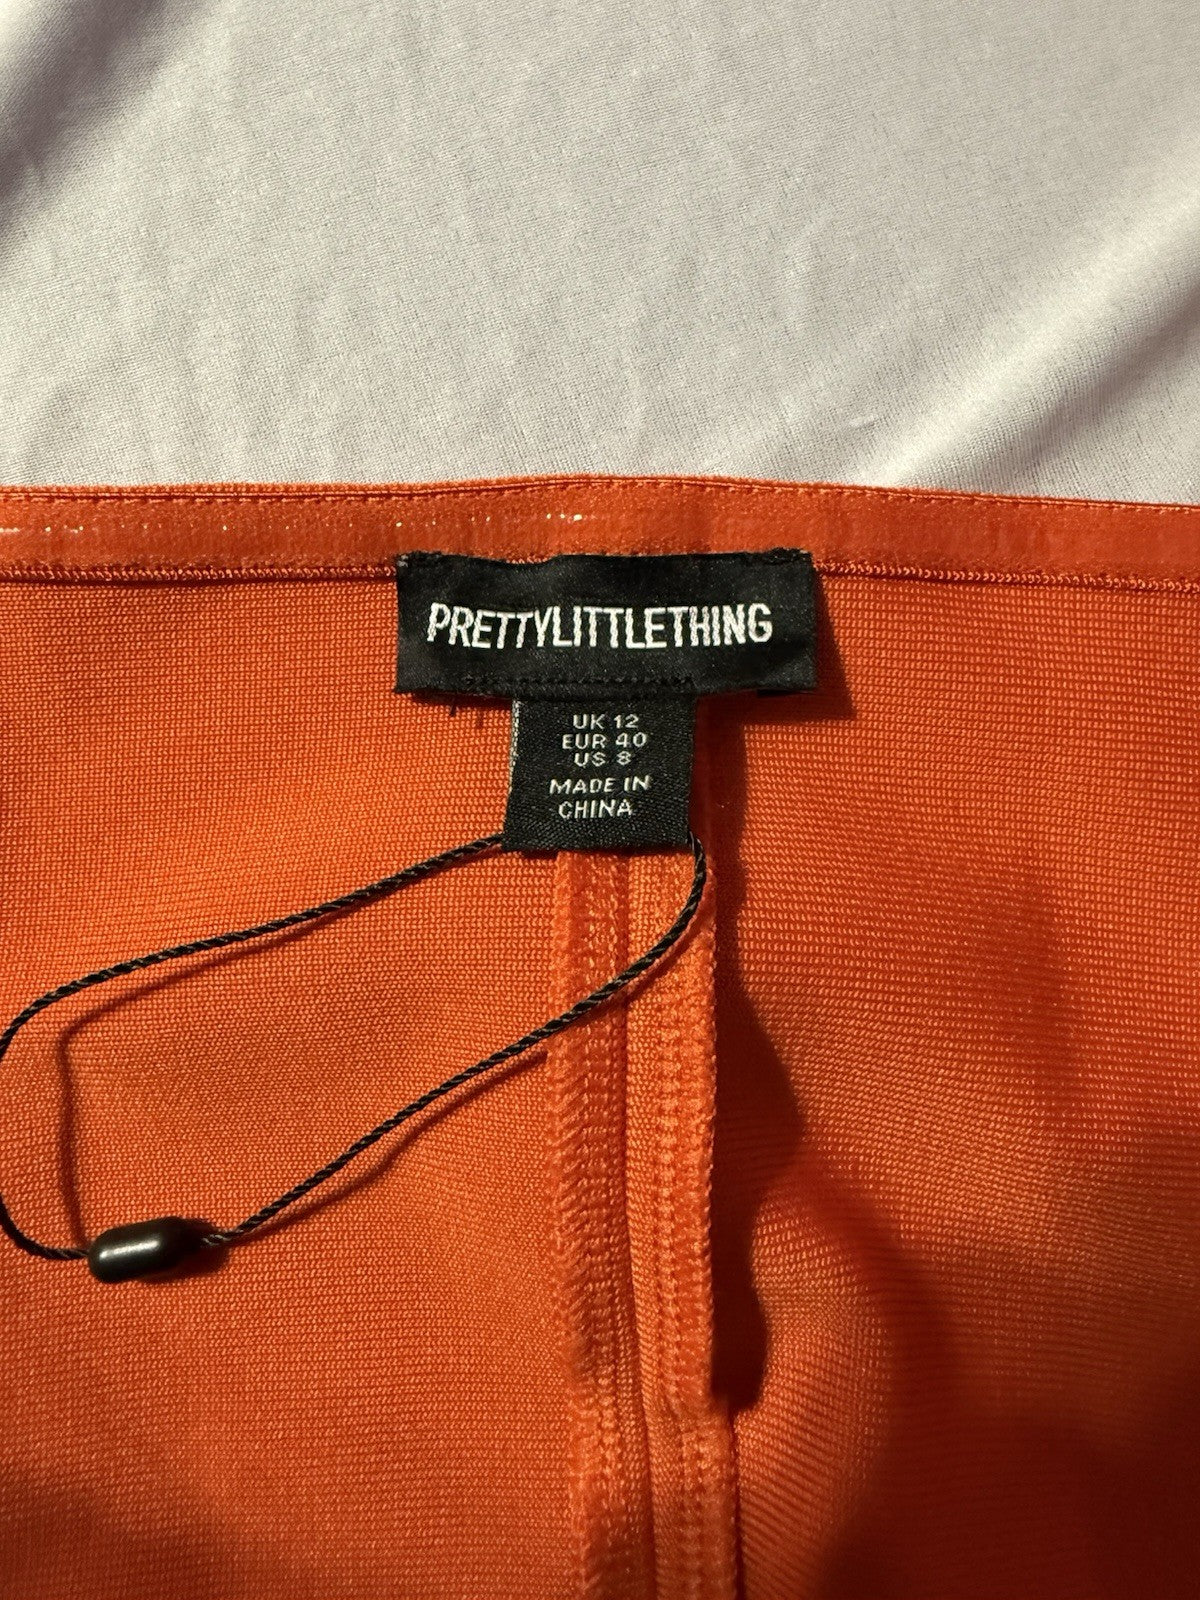 PRETTYLITTLETHING
UK 12
EUR 40
US 8
MADE IN
CHINA